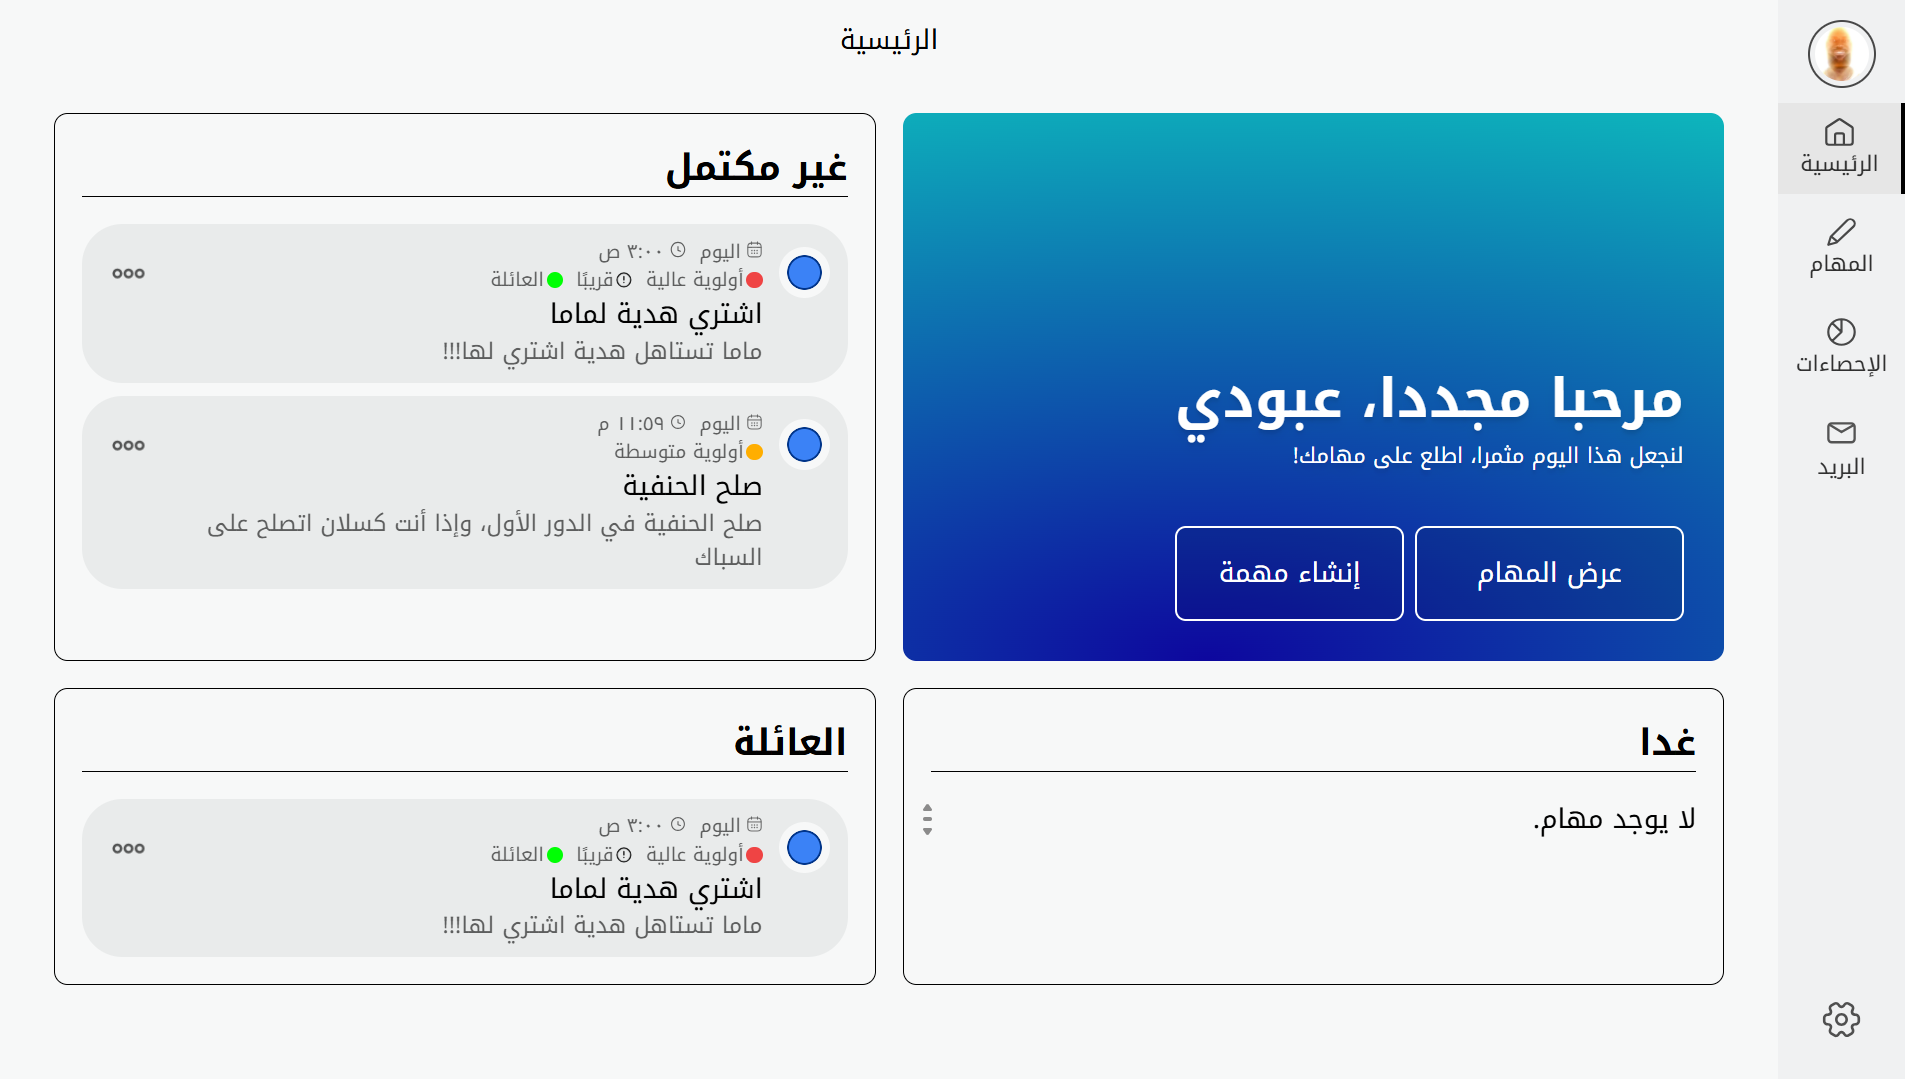 الرئيسية
الرئيسية
المهام
الإحصاءات
البريد
مرحبا مجددا، عبودي
لنجعل هذا اليوم مثمرا، اطلع على مهامك!
عرض المهام
إنشاء مهمة
غير مكتمل
اليوم ٣:٠٠ ص
أولوية عالية قريبًا العائلة
اشتري هدية لماما
ماما تستاهل هدية اشتري لها!!!
اليوم ١١:٥٩ م
أولوية متوسطة
صلح الحنفية
صلح الحنفية في الدور الأول، وإذا أنت كسلان اتصلح على
السباك
غدا
لا يوجد مهام.
العائلة
اليوم ٣:٠٠ ص
أولوية عالية قريبًا العائلة
اشتري هدية لماما
ماما تستاهل هدية اشتري لها!!!